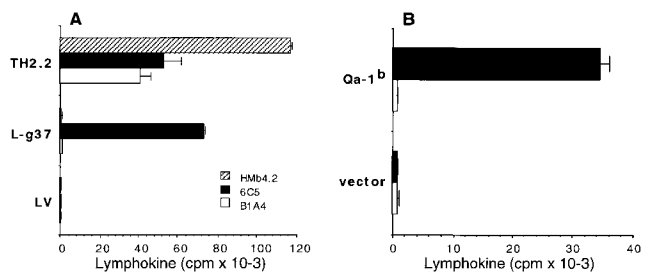 A
TH2.2
L-g37
LV
HMb4.2
6C5
B1A4
0 20 40 60 80 100 120
Lymphokine (cpm x 10-3)
B
Qa-1b
vector
0 10 20 30 40
Lymphokine (cpm x 10-3)